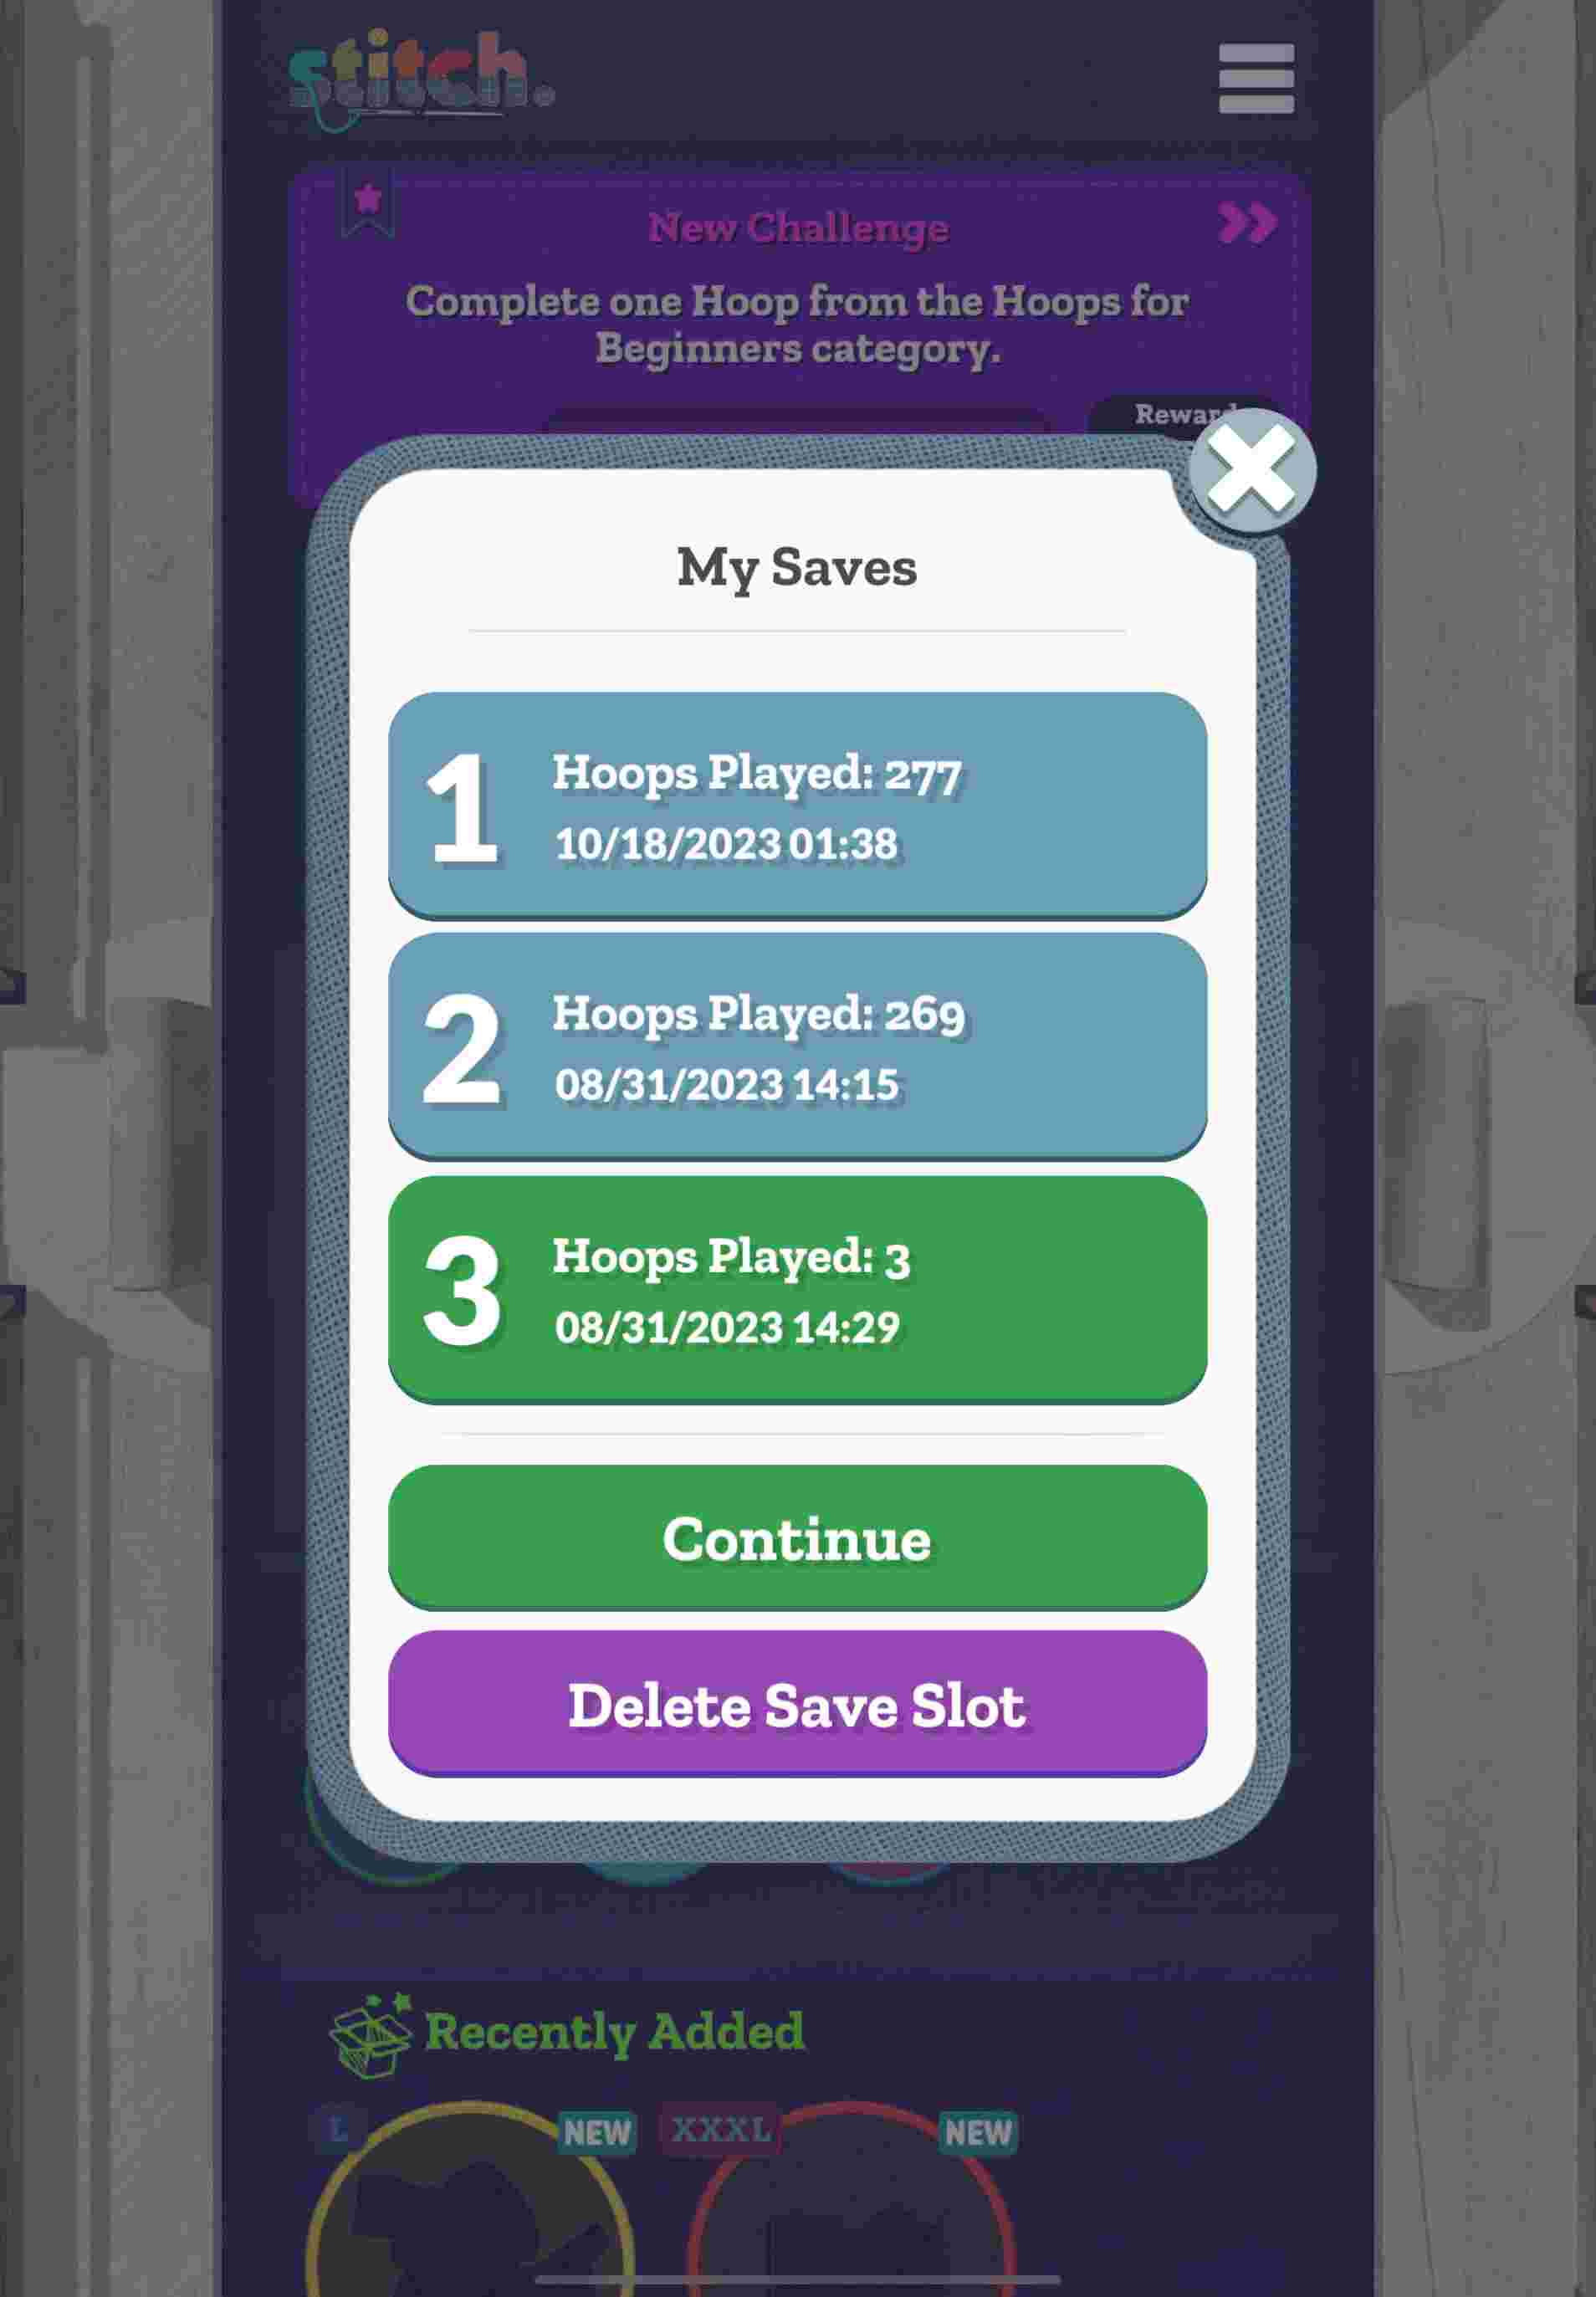 stitch.
New Challenge
Complete one Hoop from the Hoops for
Beginners category.
Reward
My Saves
1
Hoops Played: 277
10/18/2023 01:38
2
Hoops Played: 269
08/31/2023 14:15
3
Hoops Played: 3
08/31/2023 14:29
Continue
Delete Save Slot
Recently Added
L
NEW
XXXL
NEW